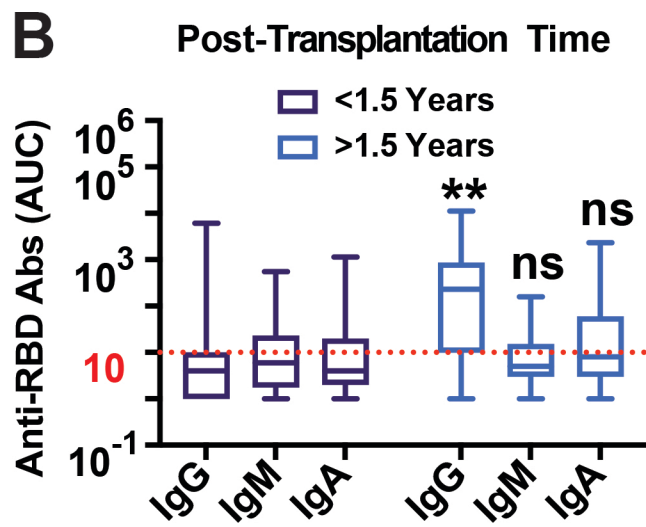 B
Post-Transplantation Time
<1.5 Years
>1.5 Years
Anti-RBD Abs (AUC)
10^6
10^5
10^3
10
10^-1
**
ns
ns
IgG
IgM
IgA
IgG
IgM
IgA